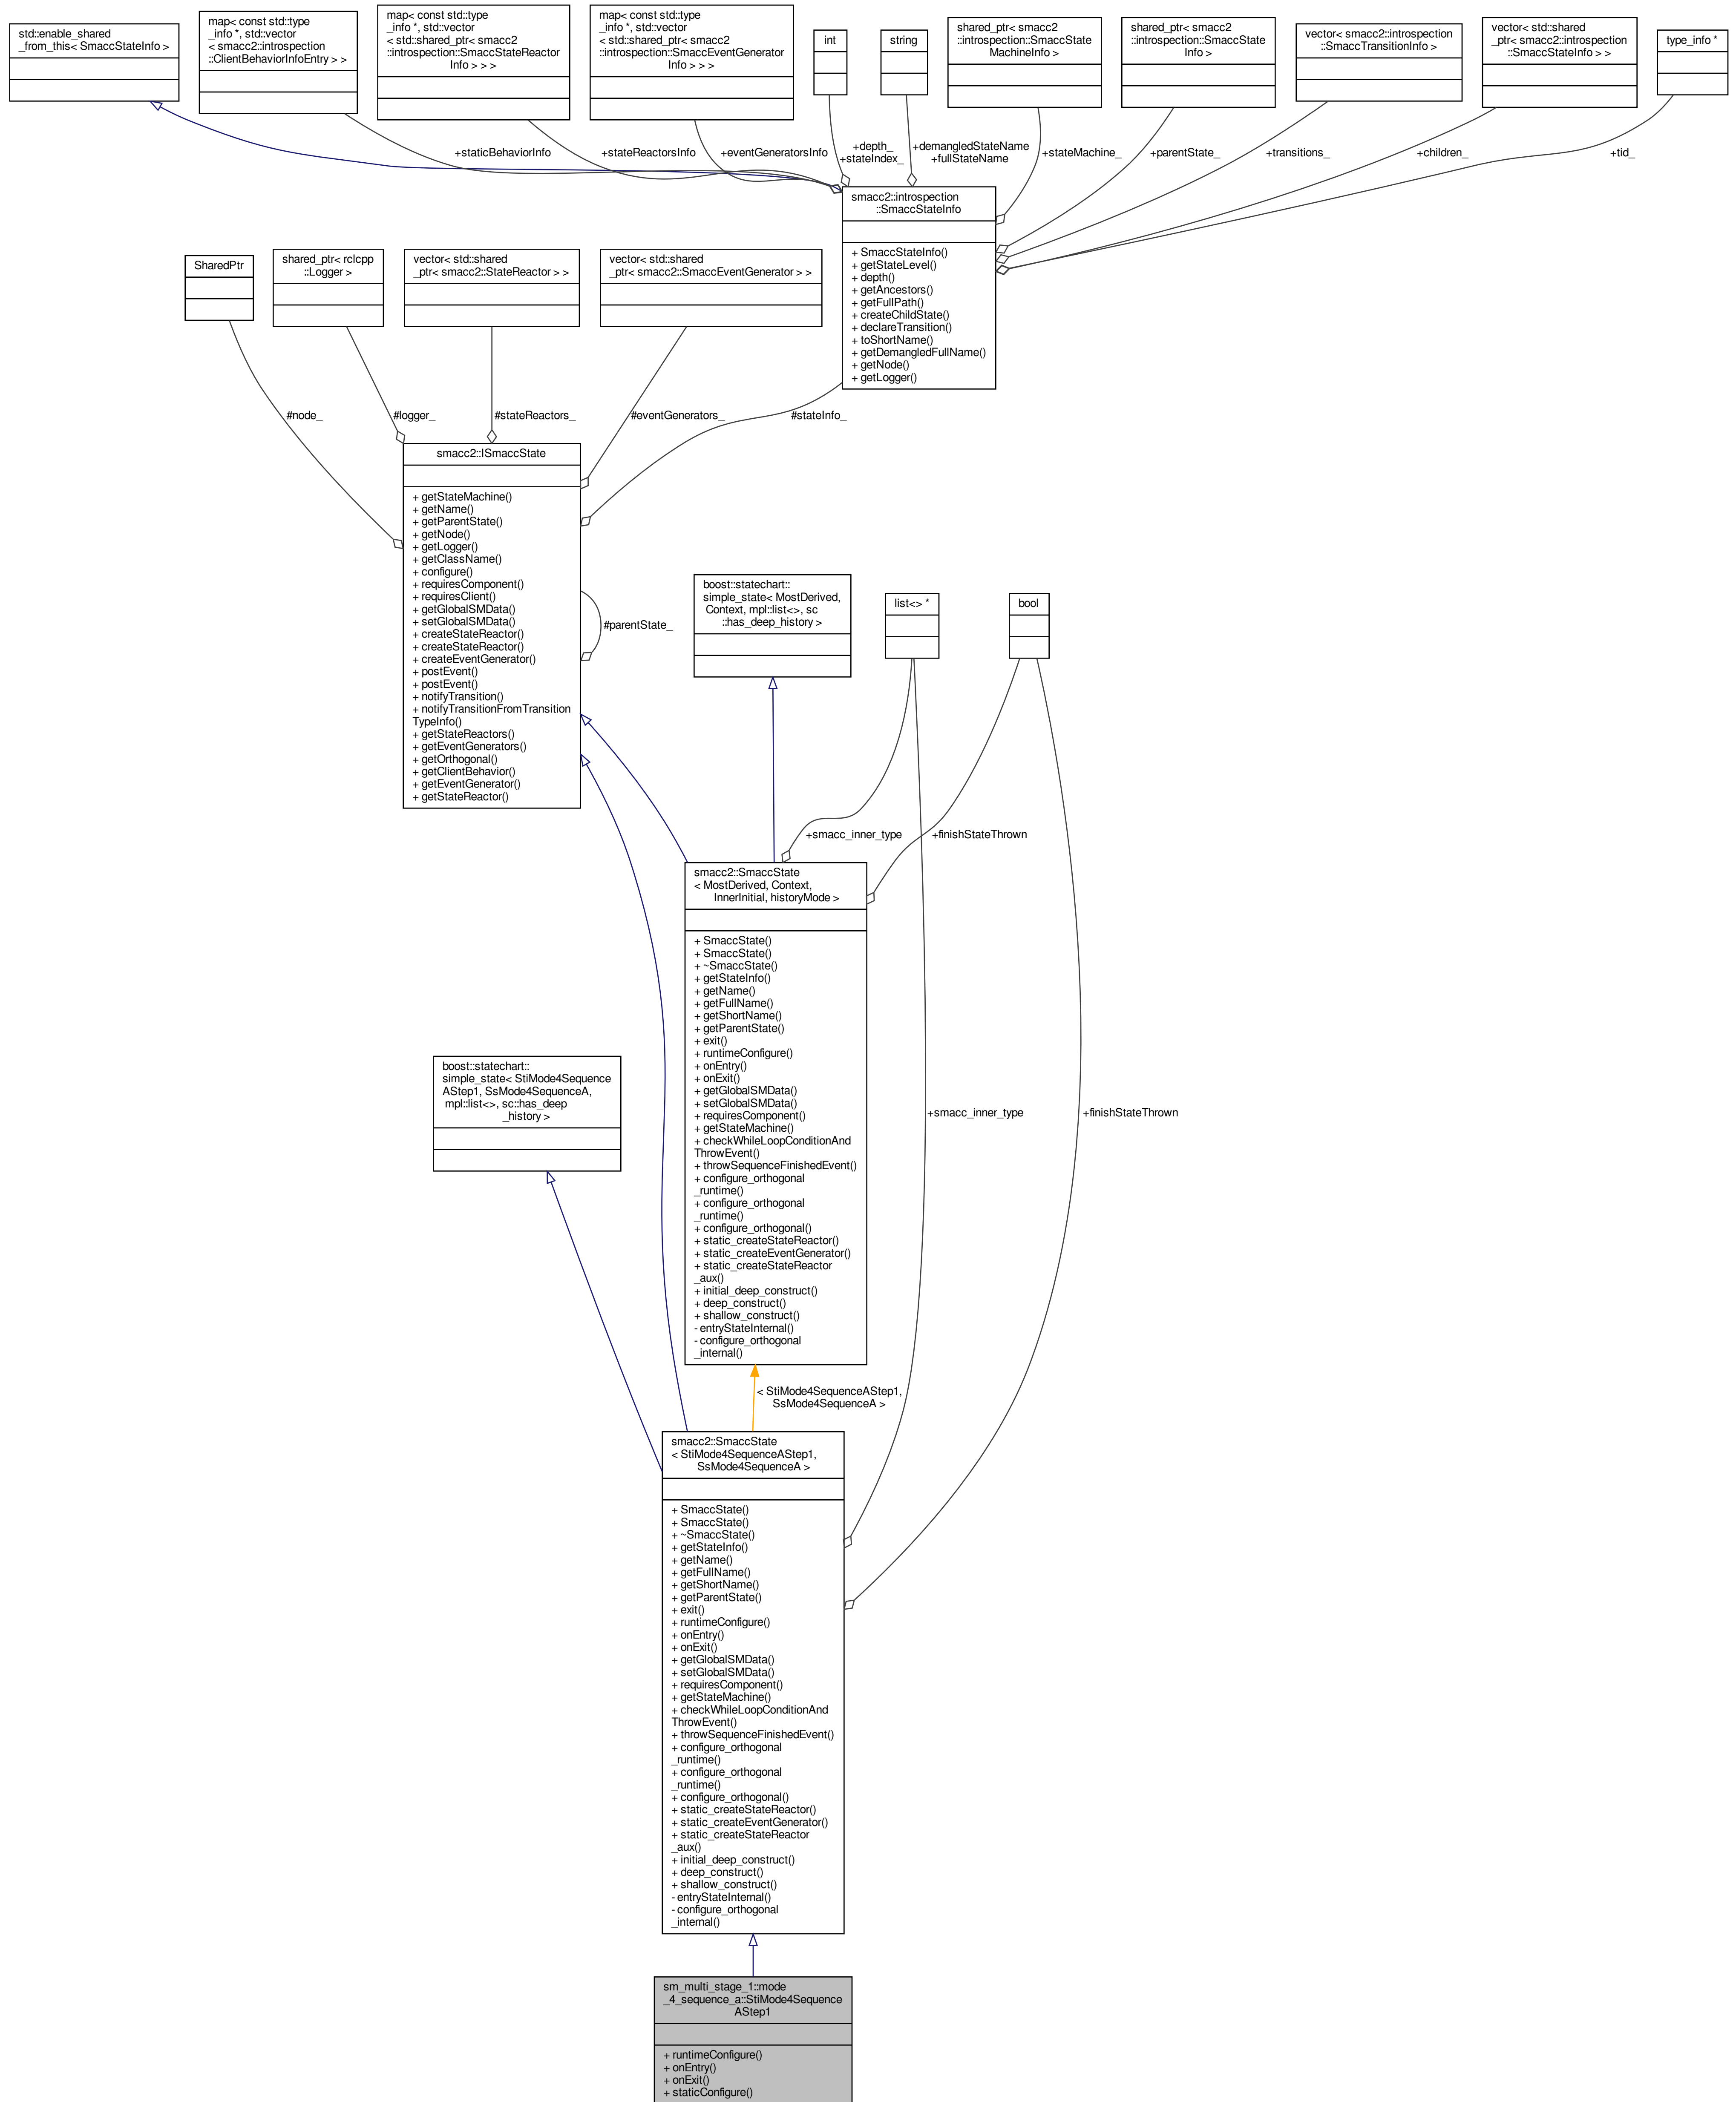 std::enable_shared
_from_this< SmaccStateInfo >
map< const std::type
_info *, std::vector
< smacc2::introspection
::ClientBehaviorInfoEntry > >
map< const std::type
_info *, std::vector
< std::shared_ptr< smacc2
::introspection::SmaccStateReactor
Info > > >
map< const std::type
_info *, std::vector
< std::shared_ptr< smacc2
::introspection::SmaccEventGenerator
Info > > >
int
string
shared_ptr< smacc2
::introspection::SmaccState
MachineInfo >
shared_ptr< smacc2
::introspection::SmaccState
Info >
vector< smacc2::introspection
::SmaccTransitionInfo >
vector< std::shared
_ptr< smacc2::introspection
::SmaccStateInfo > >
type_info *
+staticBehaviorInfo
+stateReactorsInfo
+eventGeneratorsInfo
+depth_
+stateIndex_
+demangledStateName
+fullStateName
+stateMachine_
+parentState_
+transitions_
+children_
+tid_
smacc2::introspection
::SmaccStateInfo
+ SmaccStateInfo()
+ getStateLevel()
+ depth()
+ getAncestors()
+ getFullPath()
+ createChildState()
+ declareTransition()
+ toShortName()
+ getDemangledFullName()
+ getNode()
+ getLogger()
SharedPtr
shared_ptr< rclcpp
::Logger >
vector< std::shared
_ptr< smacc2::StateReactor > >
vector< std::shared
_ptr< smacc2::SmaccEventGenerator > >
#node_
#logger_
#stateReactors_
#eventGenerators_
#stateInfo_
smacc2::ISmaccState
+ getStateMachine()
+ getName()
+ getParentState()
+ getNode()
+ getLogger()
+ getClassName()
+ configure()
+ requiresComponent()
+ requiresClient()
+ getGlobalSMData()
+ setGlobalSMData()
+ createStateReactor()
+ createStateReactor()
+ createEventGenerator()
+ postEvent()
+ postEvent()
+ notifyTransition()
+ notifyTransitionFromTransition
TypeInfo()
+ getStateReactors()
+ getEventGenerators()
+ getOrthogonal()
+ getClientBehavior()
+ getEventGenerator()
+ getStateReactor()
#parentState_
boost::statechart::
simple_state< MostDerived,
Context, mpl::list<>, sc
::has_deep_history >
list<> *
bool
+smacc_inner_type
+finishStateThrown
smacc2::SmaccState
< MostDerived, Context,
InnerInitial, historyMode >
+ SmaccState()
+ SmaccState()
+ ~SmaccState()
+ getStateInfo()
+ getName()
+ getFullName()
+ getShortName()
+ getParentState()
+ exit()
+ runtimeConfigure()
+ onEntry()
+ onExit()
+ getGlobalSMData()
+ setGlobalSMData()
+ requiresComponent()
+ getStateMachine()
+ checkWhileLoopConditionAnd
ThrowEvent()
+ throwSequenceFinishedEvent()
+ configure_orthogonal
_runtime()
+ configure_orthogonal
_runtime()
+ configure_orthogonal()
+ static_createStateReactor()
+ static_createEventGenerator()
+ static_createStateReactor
_aux()
+ initial_deep_construct()
+ deep_construct()
+ shallow_construct()
- entryStateInternal()
- configure_orthogonal
_internal()
boost::statechart::
simple_state< StiMode4Sequence
AStep1, SsMode4SequenceA,
mpl::list<>, sc::has_deep
_history >
+smacc_inner_type
+finishStateThrown
< StiMode4SequenceAStep1,
SsMode4SequenceA >
smacc2::SmaccState
< StiMode4SequenceAStep1,
SsMode4SequenceA >
+ SmaccState()
+ SmaccState()
+ ~SmaccState()
+ getStateInfo()
+ getName()
+ getFullName()
+ getShortName()
+ getParentState()
+ exit()
+ runtimeConfigure()
+ onEntry()
+ onExit()
+ getGlobalSMData()
+ setGlobalSMData()
+ requiresComponent()
+ getStateMachine()
+ checkWhileLoopConditionAnd
ThrowEvent()
+ throwSequenceFinishedEvent()
+ configure_orthogonal
_runtime()
+ configure_orthogonal
_runtime()
+ configure_orthogonal()
+ static_createStateReactor()
+ static_createEventGenerator()
+ static_createStateReactor
_aux()
+ initial_deep_construct()
+ deep_construct()
+ shallow_construct()
- entryStateInternal()
- configure_orthogonal
_internal()
sm_multi_stage_1::mode
_4_sequence_a::StiMode4Sequence
AStep1
+ runtimeConfigure()
+ onEntry()
+ onExit()
+ staticConfigure()